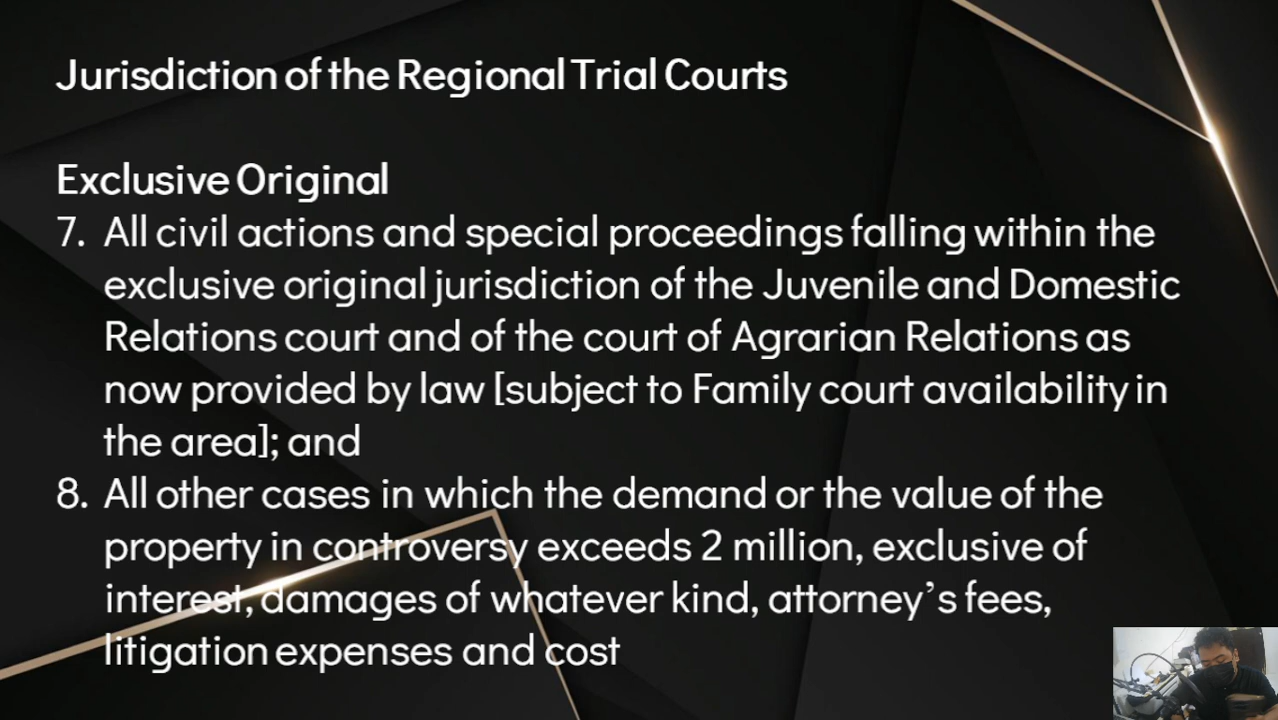 Jurisdiction of the Regional Trial Courts
Exclusive Original
7. All civil actions and special proceedings falling within the
exclusive original jurisdiction of the Juvenile and Domestic
Relations court and of the court of Agrarian Relations as
now provided by law [subject to Family court availability in
the area]; and
8. All other cases in which the demand or the value of the
property in controversy exceeds 2 million, exclusive of
interest, damages of whatever kind, attorney’s fees,
litigation expenses and cost